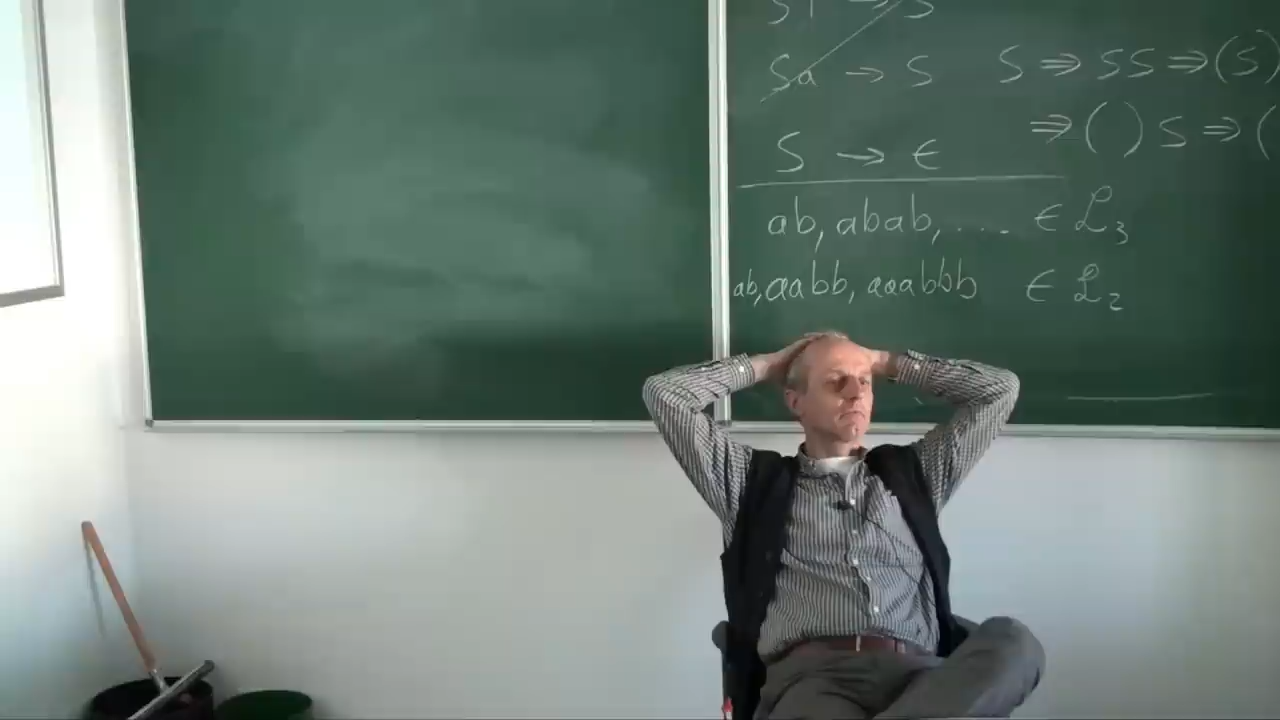 Sa → S
S → ϵ
S ⇒ SS ⇒ (S)
⇒ ( ) S ⇒ (
ab, abab, .... ∈ ℒ₃
ab, aabb, aaabbb ∈ ℒ₂